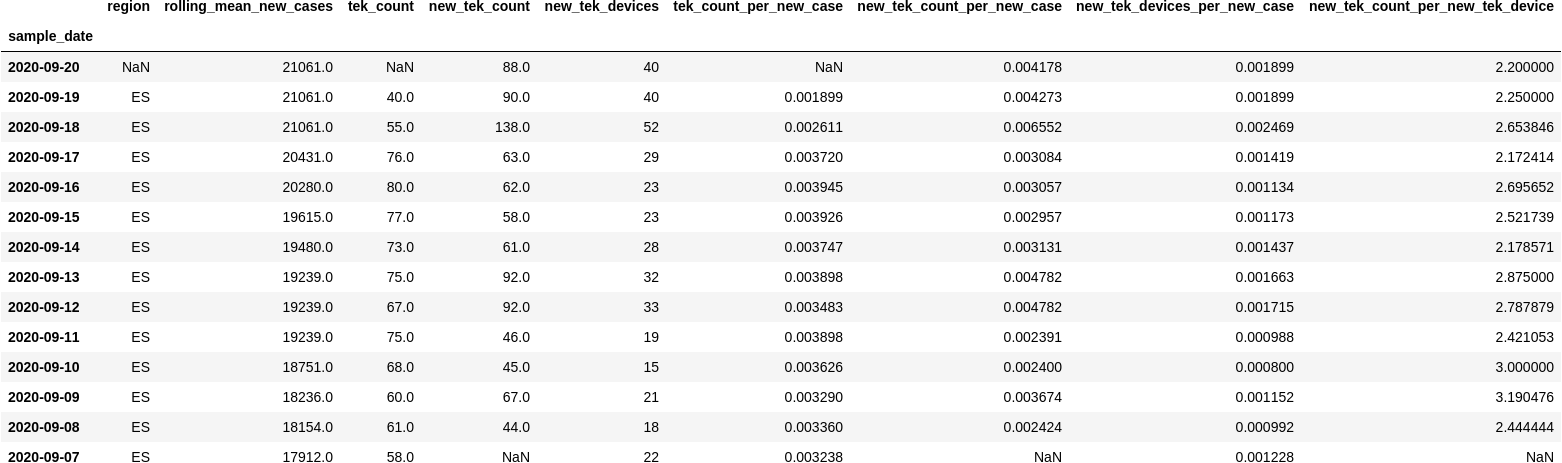 region rolling_mean_new_cases tek_count new_tek_count new_tek_devices tek_count_per_new_case new_tek_count_per_new_case new_tek_devices_per_new_case new_tek_count_per_new_tek_device
sample_date
2020-09-20 NaN 21061.0 NaN 88.0 40 NaN 0.004178 0.001899 2.200000
2020-09-19 ES 21061.0 40.0 90.0 40 0.001899 0.004273 0.001899 2.250000
2020-09-18 ES 21061.0 55.0 138.0 52 0.002611 0.006552 0.002469 2.653846
2020-09-17 ES 20431.0 76.0 63.0 29 0.003720 0.003084 0.001419 2.172414
2020-09-16 ES 20280.0 80.0 62.0 23 0.003945 0.003057 0.001134 2.695652
2020-09-15 ES 19615.0 77.0 58.0 23 0.003926 0.002957 0.001173 2.521739
2020-09-14 ES 19480.0 73.0 61.0 28 0.003747 0.003131 0.001437 2.178571
2020-09-13 ES 19239.0 75.0 92.0 32 0.003898 0.004782 0.001663 2.875000
2020-09-12 ES 19239.0 67.0 92.0 33 0.003483 0.004782 0.001715 2.787879
2020-09-11 ES 19239.0 75.0 46.0 19 0.003898 0.002391 0.000988 2.421053
2020-09-10 ES 18751.0 68.0 45.0 15 0.003626 0.002400 0.000800 3.000000
2020-09-09 ES 18236.0 60.0 67.0 21 0.003290 0.003674 0.001152 3.190476
2020-09-08 ES 18154.0 61.0 44.0 18 0.003360 0.002424 0.000992 2.444444
2020-09-07 ES 17912.0 58.0 NaN 22 0.003238 NaN 0.001228 NaN